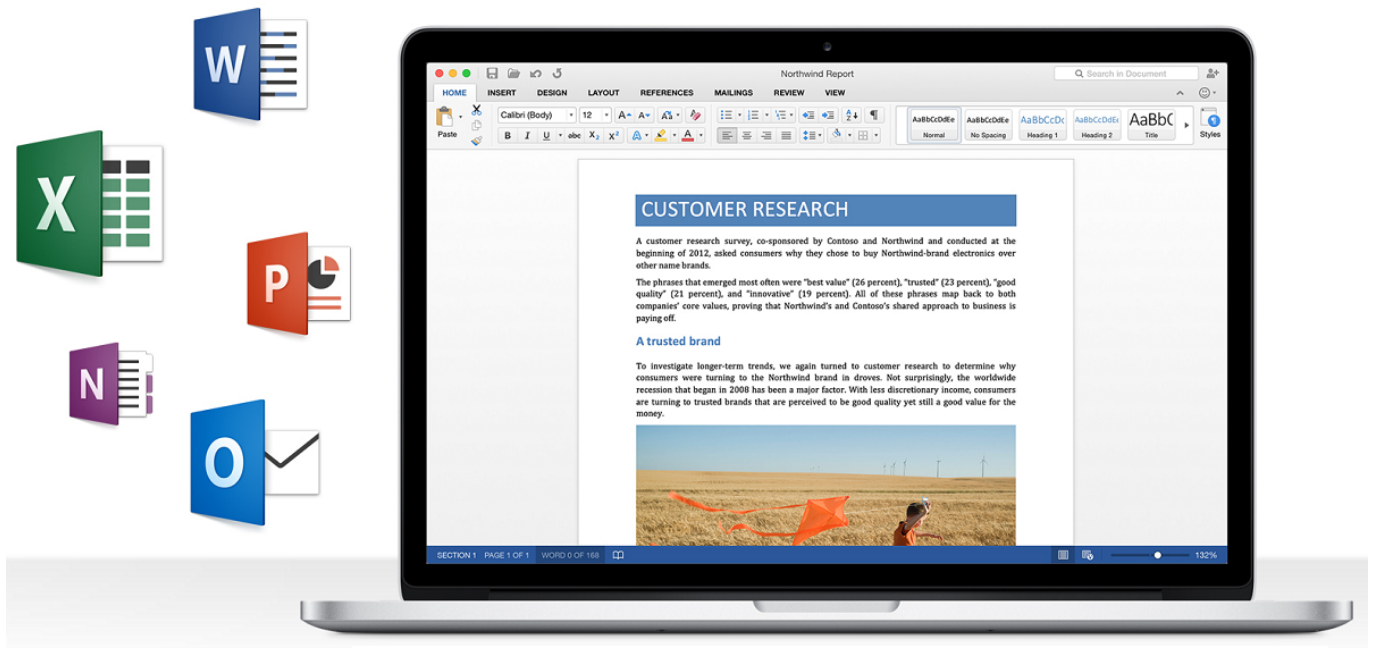 W
X
P
N
O
Northwind Report
Search in Document
HOME INSERT DESIGN LAYOUT REFERENCES MAILINGS REVIEW VIEW
Paste
Calibri (Body) 12 A A Aa
B I U abc X2 X2 A A
AaBbCcDdEe AaBbCcDdEe AaBbCcDc AaBbCcDdEe AaBbC
Normal No Spacing Heading 1 Heading 2 Title Styles
CUSTOMER RESEARCH
A customer research survey, co-sponsored by Contoso and Northwind and conducted at the
beginning of 2012, asked consumers why they chose to buy Northwind-brand electronics over
other name brands.
The phrases that emerged most often were "best value" (26 percent), "trusted" (23 percent), "good
quality" (21 percent), and "innovative" (19 percent). All of these phrases map back to both
companies' core values, proving that Northwind's and Contoso's shared approach to business is
paying off.
A trusted brand
To investigate longer-term trends, we again turned to customer research to determine why
consumers were turning to the Northwind brand in droves. Not surprisingly, the worldwide
recession that began in 2008 has been a major factor. With less discretionary income, consumers
are turning to trusted brands that are perceived to be good quality yet still a good value for the
money.
SECTION 1 PAGE 1 OF 1 WORD 0 OF 168 132%